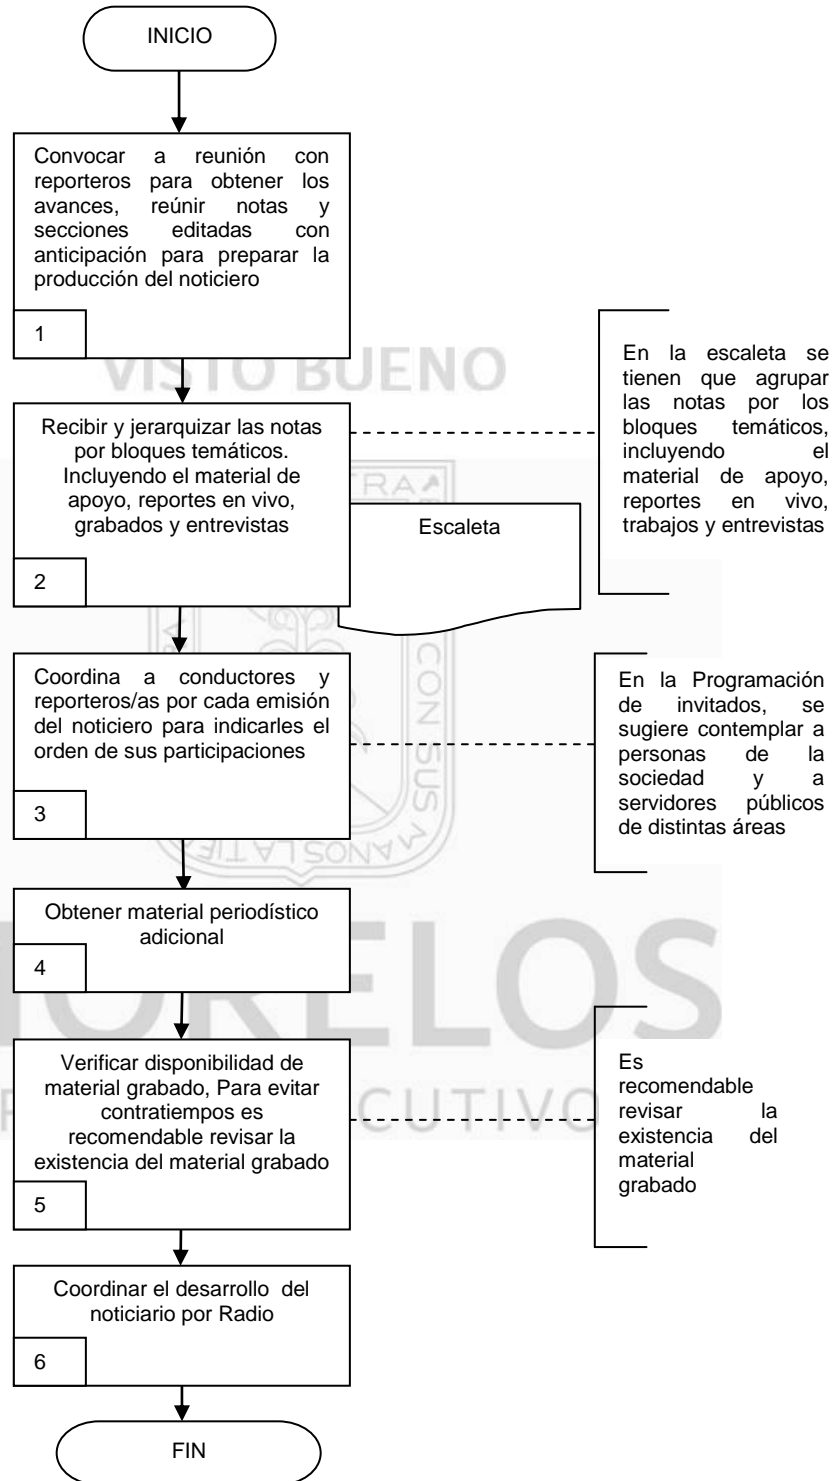 INICIO
Convocar a reunión con
reporteros para obtener los
avances, reúnir notas y
secciones editadas con
anticipación para preparar la
producción del noticiero
1
VISTO BUENO
Recibir y jerarquizar las notas
por bloques temáticos.
Incluyendo el material de
apoyo, reportes en vivo,
grabados y entrevistas
2
Escaleta
En la escaleta se
tienen que agrupar
las notas por los
bloques temáticos,
incluyendo el
material de apoyo,
reportes en vivo,
trabajos y entrevistas
Coordina a conductores y
reporteros/as por cada emisión
del noticiero para indicarles el
orden de sus participaciones
3
En la Programación
de invitados, se
sugiere contemplar a
personas de la
sociedad y a
servidores públicos
de distintas áreas
CON SUS
MANOS
Obtener material periodístico
adicional
4
ORELOS
Verificar disponibilidad de
material grabado, Para evitar
contratiempos es
recomendable revisar la
existencia del material grabado
5
CUTIVO
Es
recomendable
revisar la
existencia del
material
grabado
Coordinar el desarrollo del
noticiario por Radio
6
FIN